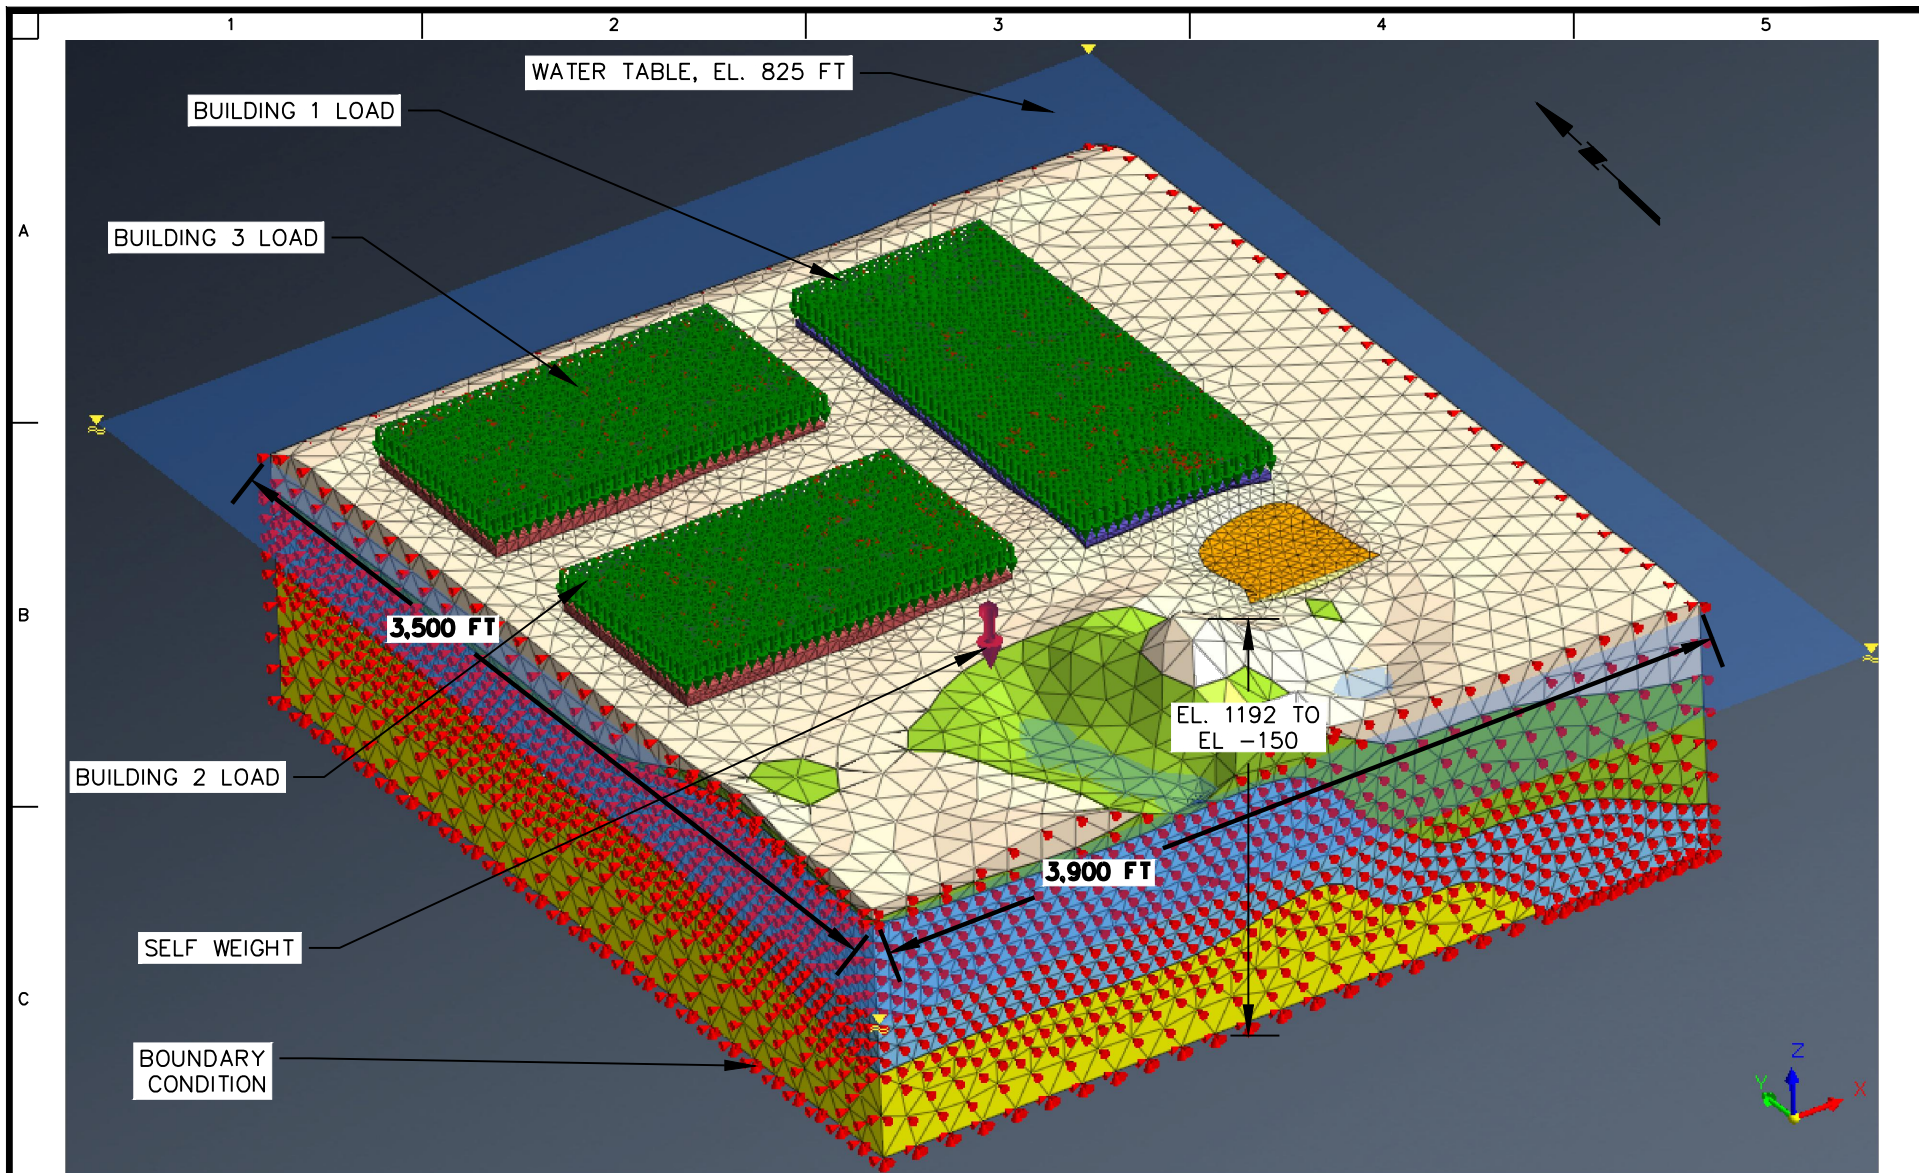 1
2
3
4
5
WATER TABLE, EL. 825 FT
BUILDING 1 LOAD
A
BUILDING 3 LOAD
B
3,500 FT
EL. 1192 TO
EL -150
BUILDING 2 LOAD
3,900 FT
SELF WEIGHT
C
BOUNDARY
CONDITION
Z
Y
X